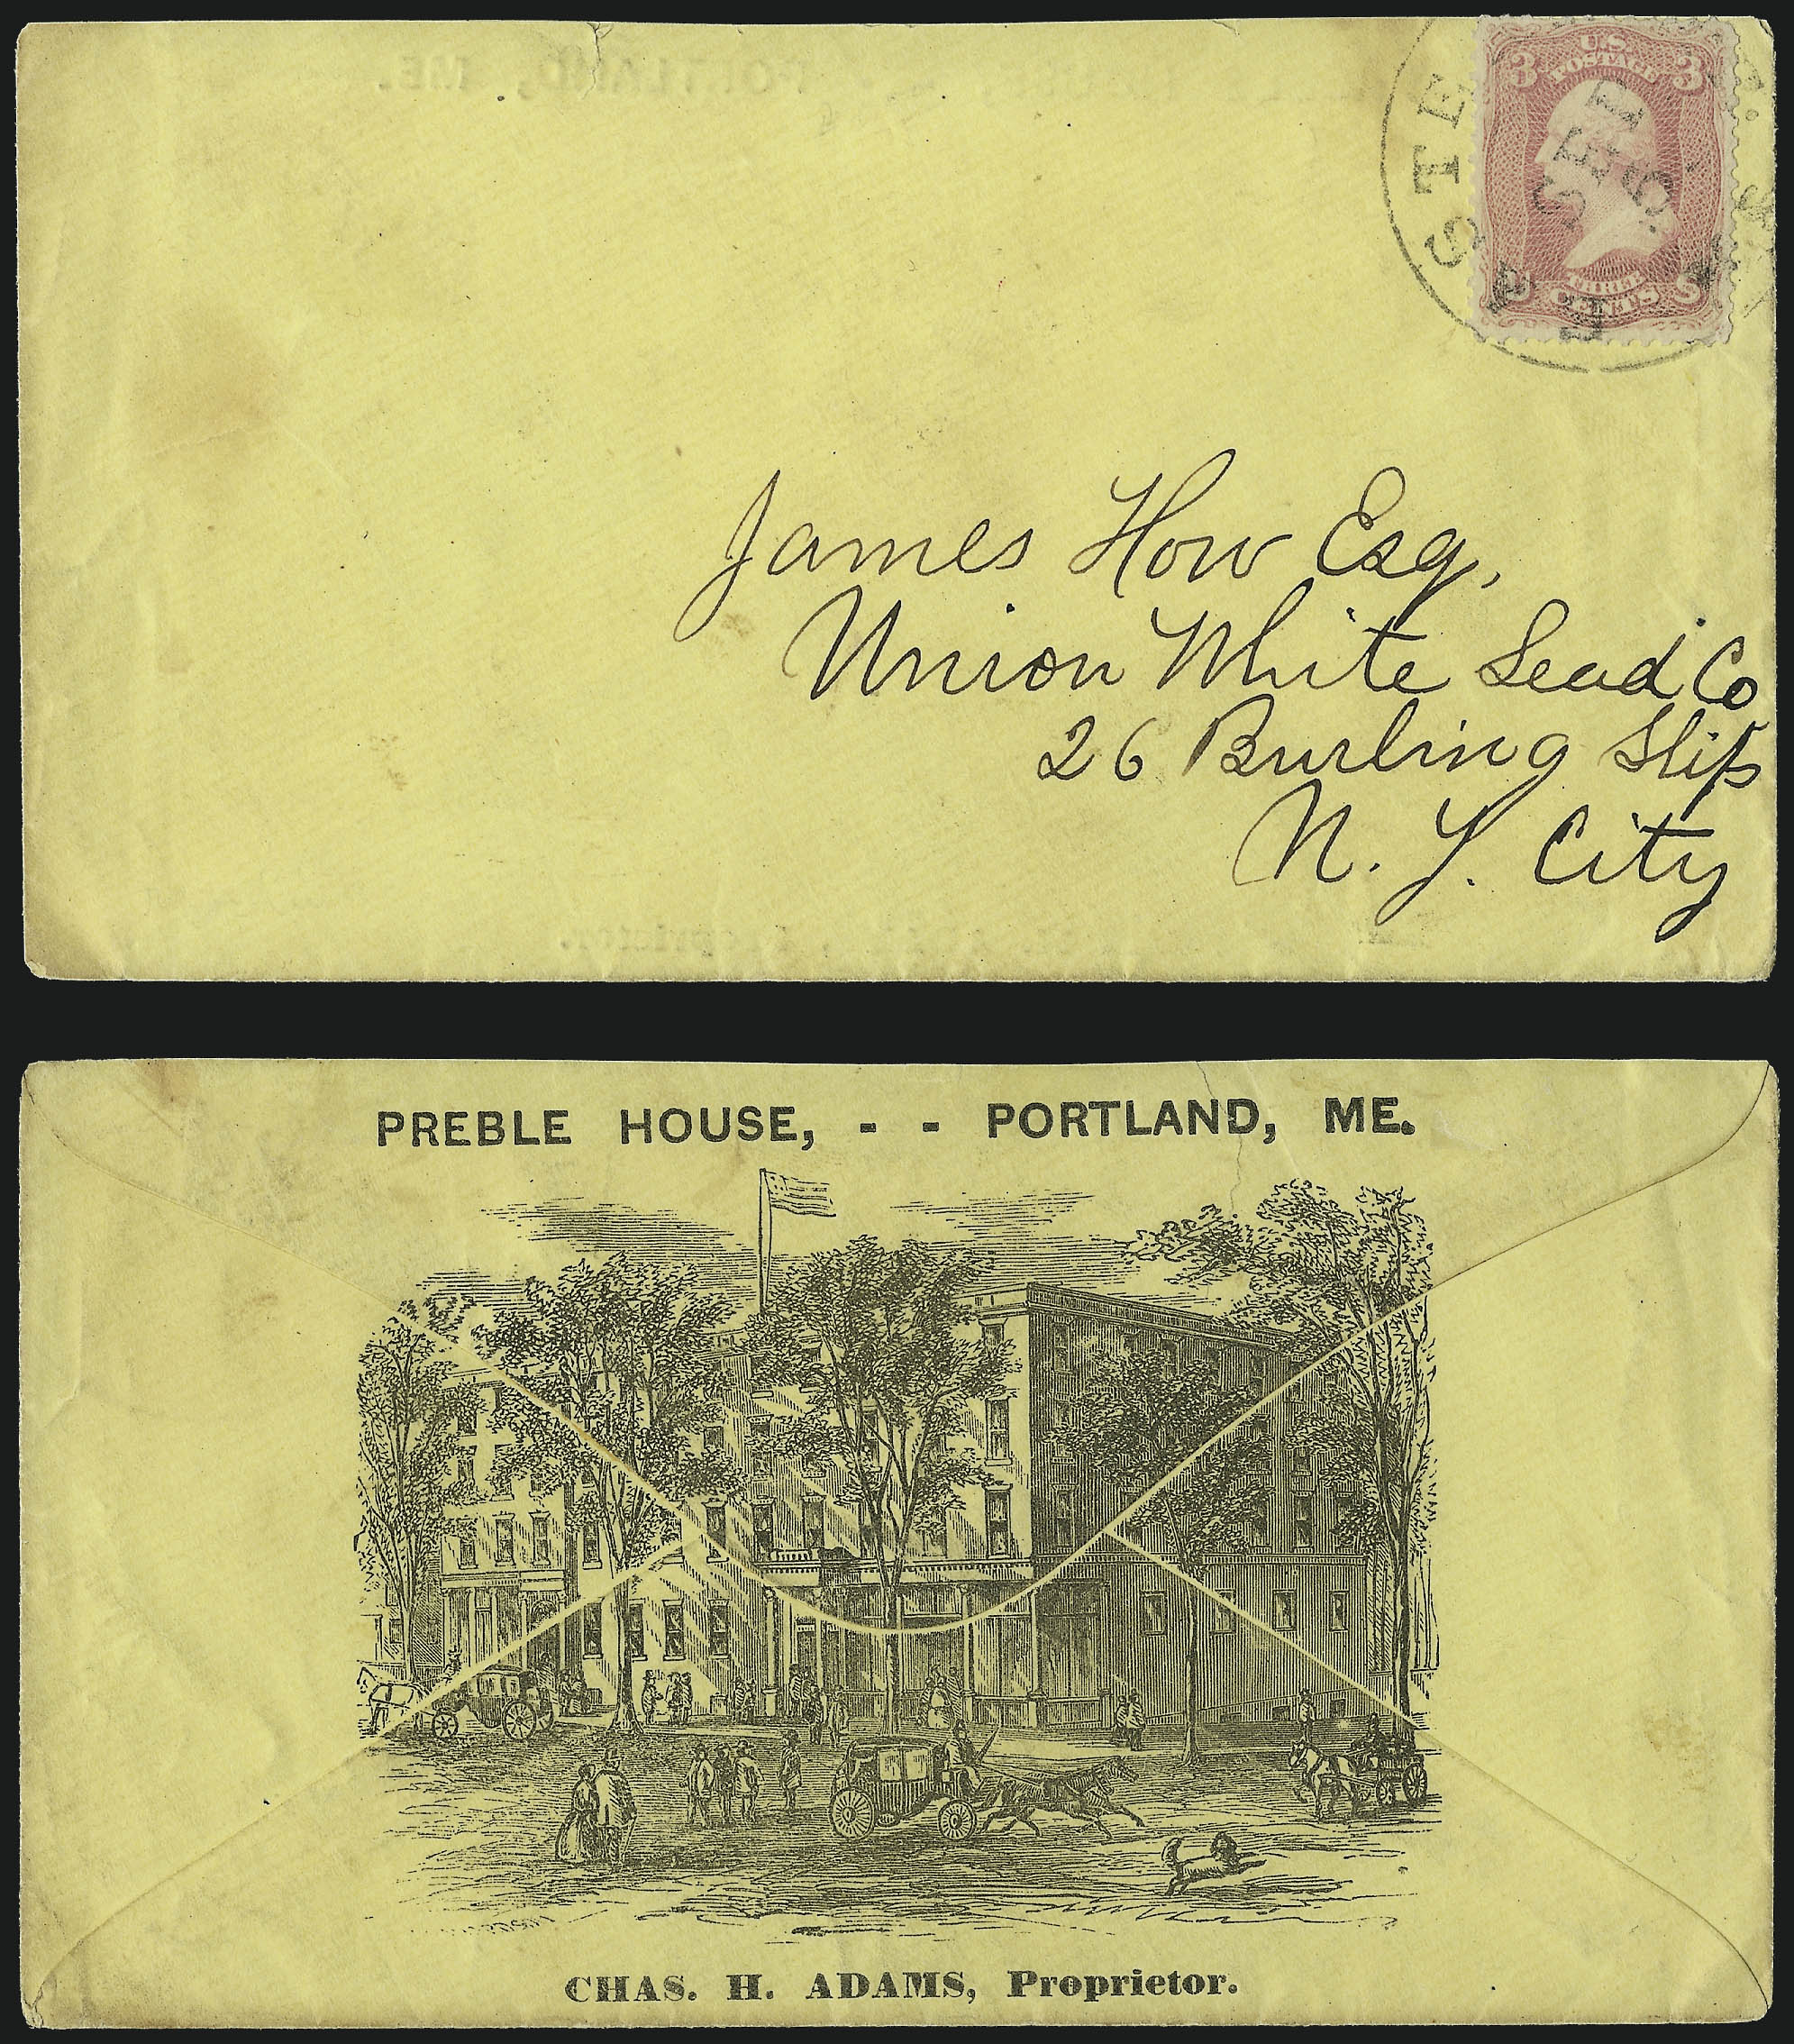 U.S.
POSTAGE
3 3
THREE
CENTS
SEP
James How Esq.
Union White Lead Co
26 Burling Slip
N. Y. City
PREBLE HOUSE, - - PORTLAND, ME.
CHAS. H. ADAMS, Proprietor.